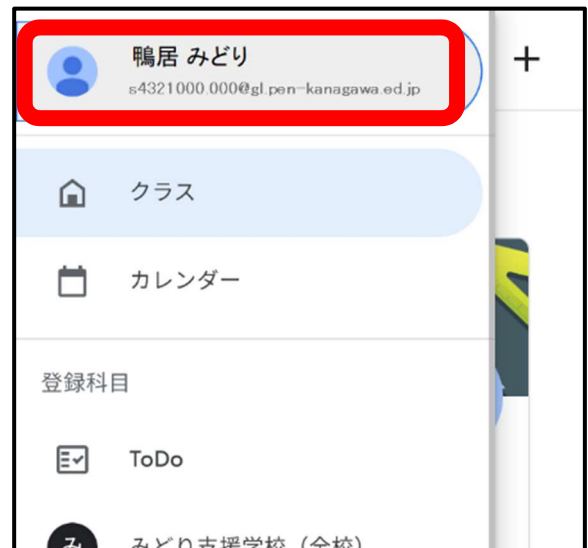 鴨居 みどり
s4321000.000@gl.pen-kanagawa.ed.jp
+
クラス
カレンダー
登録科目
ToDo
み
みどり支援学校（全校）